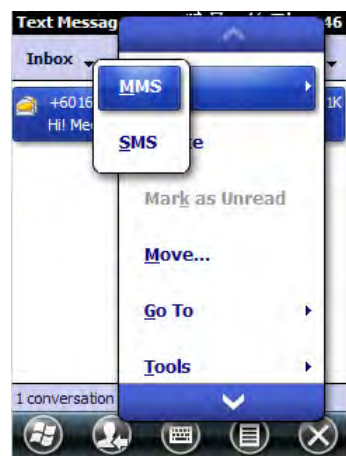 Text Messag
46
Inbox
+6016
1K
Hi! Me
MMS
SMS
Mark as Unread
Move...
Go To
Tools
1 conversation